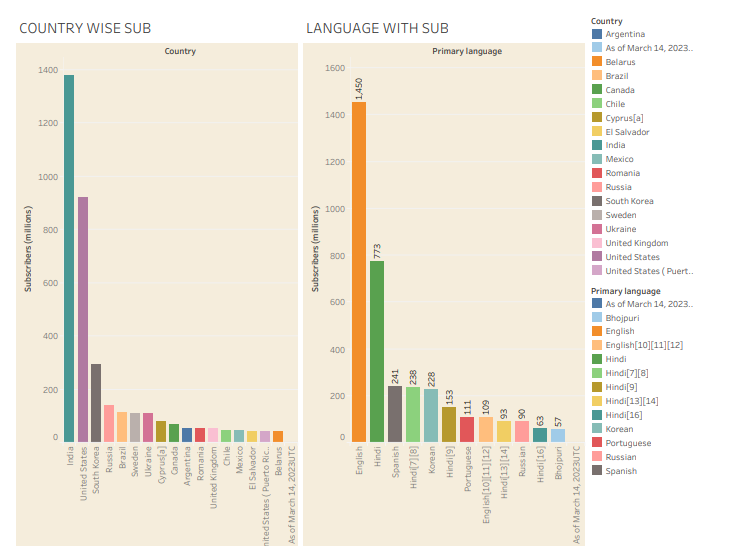 COUNTRY WISE SUB
Country
Subscribers (millions)
1400
1200
1000
800
600
400
200
0
India
United States
South Korea
Russia
Brazil
Sweden
Ukraine
Cyprus[a]
Canada
Argentina
Romania
United Kingdom
Chile
Mexico
El Salvador
nited States ( Puerto Ric..
Belarus
As of March 14, 2023UTC
LANGUAGE WITH SUB
Primary language
Subscribers (millions)
1600
1400
1200
1000
800
600
400
200
0
1,450
773
241
238
228
153
111
109
93
90
63
57
English
Hindi
Spanish
Hindi[7][8]
Korean
Hindi[9]
Portuguese
English[10][11][12]
Hindi[13][14]
Russian
Hindi[16]
Bhojpuri
As of March 14, 2023UTC
Country
Argentina
As of March 14, 2023..
Belarus
Brazil
Canada
Chile
Cyprus[a]
El Salvador
India
Mexico
Romania
Russia
South Korea
Sweden
Ukraine
United Kingdom
United States
United States ( Puert..
Primary language
As of March 14, 2023...
Bhojpuri
English
English[10][11][12]
Hindi
Hindi[7][8]
Hindi[9]
Hindi[13][14]
Hindi[16]
Korean
Portuguese
Russian
Spanish